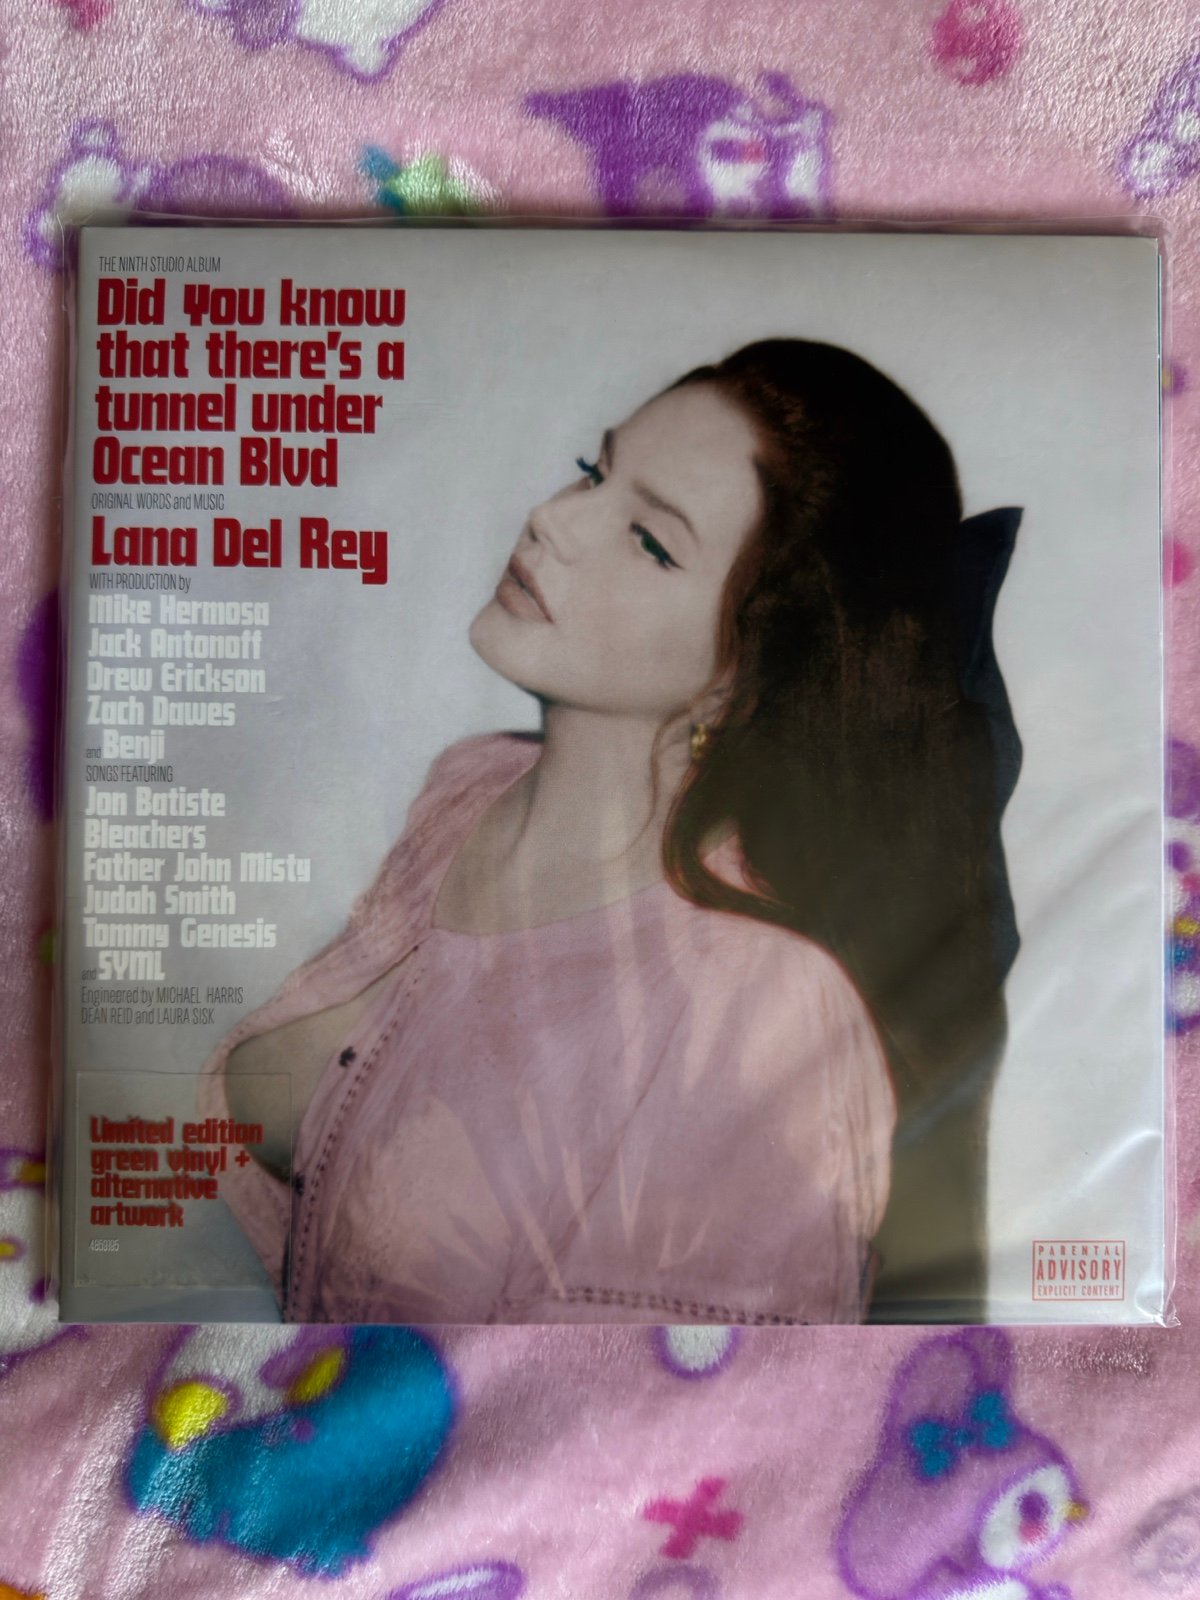 THE NINTH STUDIO ALBUM
Did you know
that there's a
tunnel under
Ocean Blvd
ORIGINAL WORDS and MUSIC
Lana Del Rey
WITH PRODUCTION by
Mike Hermosa
Jack Antonoff
Drew Erickson
Zach Dawes
and Benji
SONGS FEATURING
Jon Batiste
Bleachers
Father John Misty
Judah Smith
Tommy Genesis
and SYML
Engineered by MICHAEL HARRIS
DEAN REID and LAURA SISK
Limited edition
green vinyl +
alternative
artwork
4859195
PARENTAL
ADVISORY
EXPLICIT CONTENT